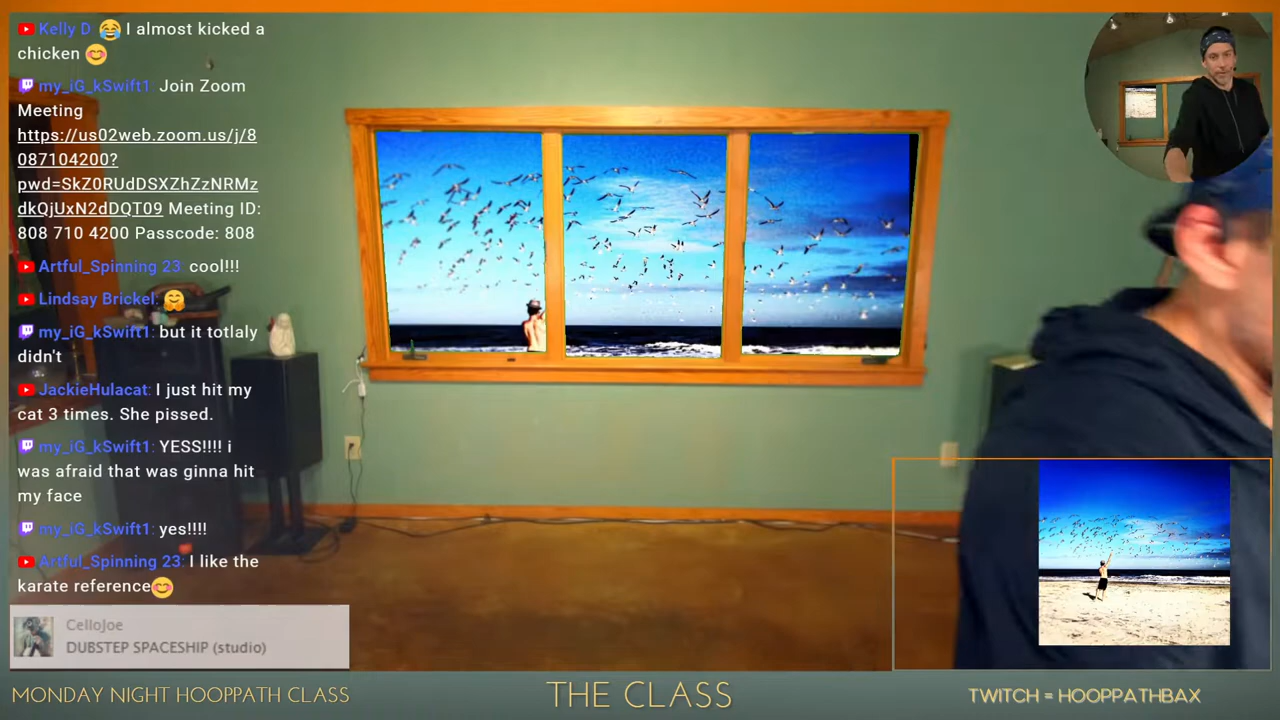 Kelly D: 😂 I almost kicked a
chicken 😊
my_iG_kSwift1: Join Zoom
Meeting
https://us02web.zoom.us/j/8
087104200?
pwd=SkZ0RUdDSXZhZzNRMz
dkQjUxN2dDQT09 Meeting ID:
808 710 4200 Passcode: 808
Artful_Spinning 23: cool!!!
Lindsay Brickel: 🤗
my_iG_kSwift1: but it totlaly
didn't
JackieHulacat: I just hit my
cat 3 times. She pissed.
my_iG_kSwift1: YESS!!!! i
was afraid that was ginna hit
my face
my_iG_kSwift1: yes!!!!
Artful_Spinning 23: I like the
karate reference😊
CelloJoe
DUBSTEP SPACESHIP (studio)
MONDAY NIGHT HOOPPATH CLASS
THE CLASS
TWITCH = HOOPPATHBAX